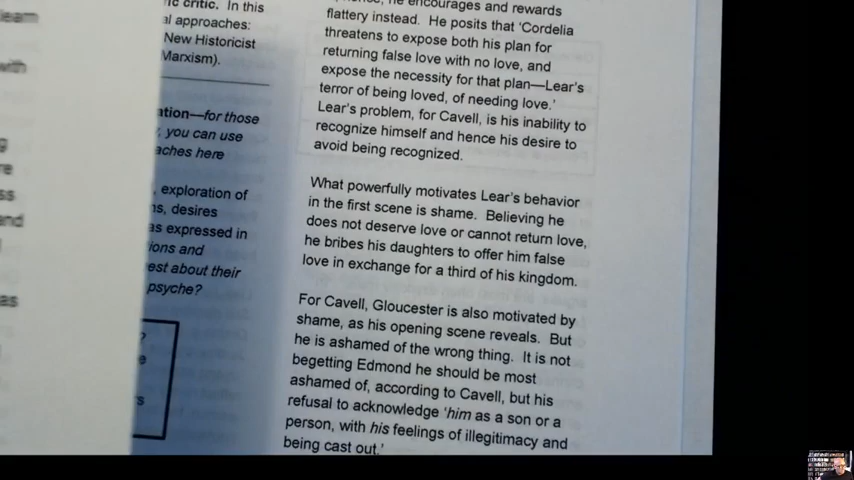 eam
with
re
ss
and
as
ic critic. In this
al approaches:
New Historicist
Marxism).
ation—for those
, you can use
aches here
, exploration of
ns, desires
as expressed in
ions and
est about their
psyche?
?
e
s
he encourages and rewards
flattery instead. He posits that ‘Cordelia
threatens to expose both his plan for
returning false love with no love, and
expose the necessity for that plan—Lear’s
terror of being loved, of needing love.’
Lear’s problem, for Cavell, is his inability to
recognize himself and hence his desire to
avoid being recognized.
What powerfully motivates Lear’s behavior
in the first scene is shame. Believing he
does not deserve love or cannot return love,
he bribes his daughters to offer him false
love in exchange for a third of his kingdom.
For Cavell, Gloucester is also motivated by
shame, as his opening scene reveals. But
he is ashamed of the wrong thing. It is not
begetting Edmond he should be most
ashamed of, according to Cavell, but his
refusal to acknowledge ‘him as a son or a
person, with his feelings of illegitimacy and
being cast out.’